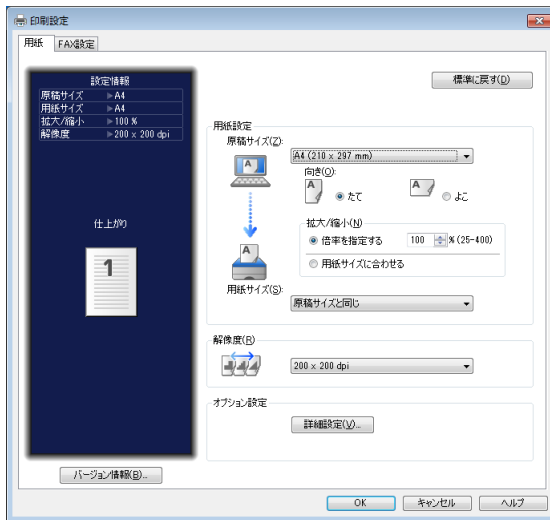 印刷設定
用紙 FAX設定
設定情報
原稿サイズ ▶A4
用紙サイズ ▶A4
拡大/縮小 ▶100 %
解像度 ▶200 x 200 dpi
仕上がり
1
バージョン情報(B)...
標準に戻す(D)
用紙設定
原稿サイズ(Z):
A4 (210 x 297 mm)
向き(O):
A たて A よこ
拡大/縮小(N)
倍率を指定する 100 % (25-400)
用紙サイズに合わせる
A
A
用紙サイズ(S):
原稿サイズと同じ
解像度(R)
200 x 200 dpi
オプション設定
詳細設定(V)...
OK キャンセル ヘルプ